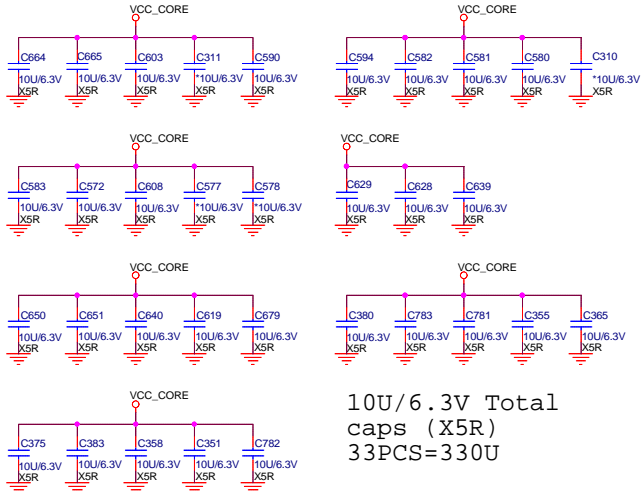 VCC_CORE
VCC_CORE
C664 C665 C603 C311 C590
10U/6.3V 10U/6.3V 10U/6.3V *10U/6.3V 10U/6.3V
X5R X5R X5R X5R X5R
C594 C582 C581 C580 C310
10U/6.3V 10U/6.3V 10U/6.3V 10U/6.3V *10U/6.3V
X5R X5R X5R X5R X5R
VCC_CORE
VCC_CORE
C583 C572 C608 C577 C578
10U/6.3V 10U/6.3V 10U/6.3V *10U/6.3V *10U/6.3V
X5R X5R X5R X5R X5R
C629 C628 C639
10U/6.3V 10U/6.3V 10U/6.3V
X5R X5R X5R
VCC_CORE
VCC_CORE
C650 C651 C640 C619 C679
10U/6.3V 10U/6.3V 10U/6.3V 10U/6.3V 10U/6.3V
X5R X5R X5R X5R X5R
C380 C783 C781 C355 C365
10U/6.3V 10U/6.3V 10U/6.3V 10U/6.3V 10U/6.3V
X5R X5R X5R X5R X5R
VCC_CORE
C375 C383 C358 C351 C782
10U/6.3V 10U/6.3V 10U/6.3V 10U/6.3V 10U/6.3V
X5R X5R X5R X5R X5R
10U/6.3V Total
caps (X5R)
33PCS=330U